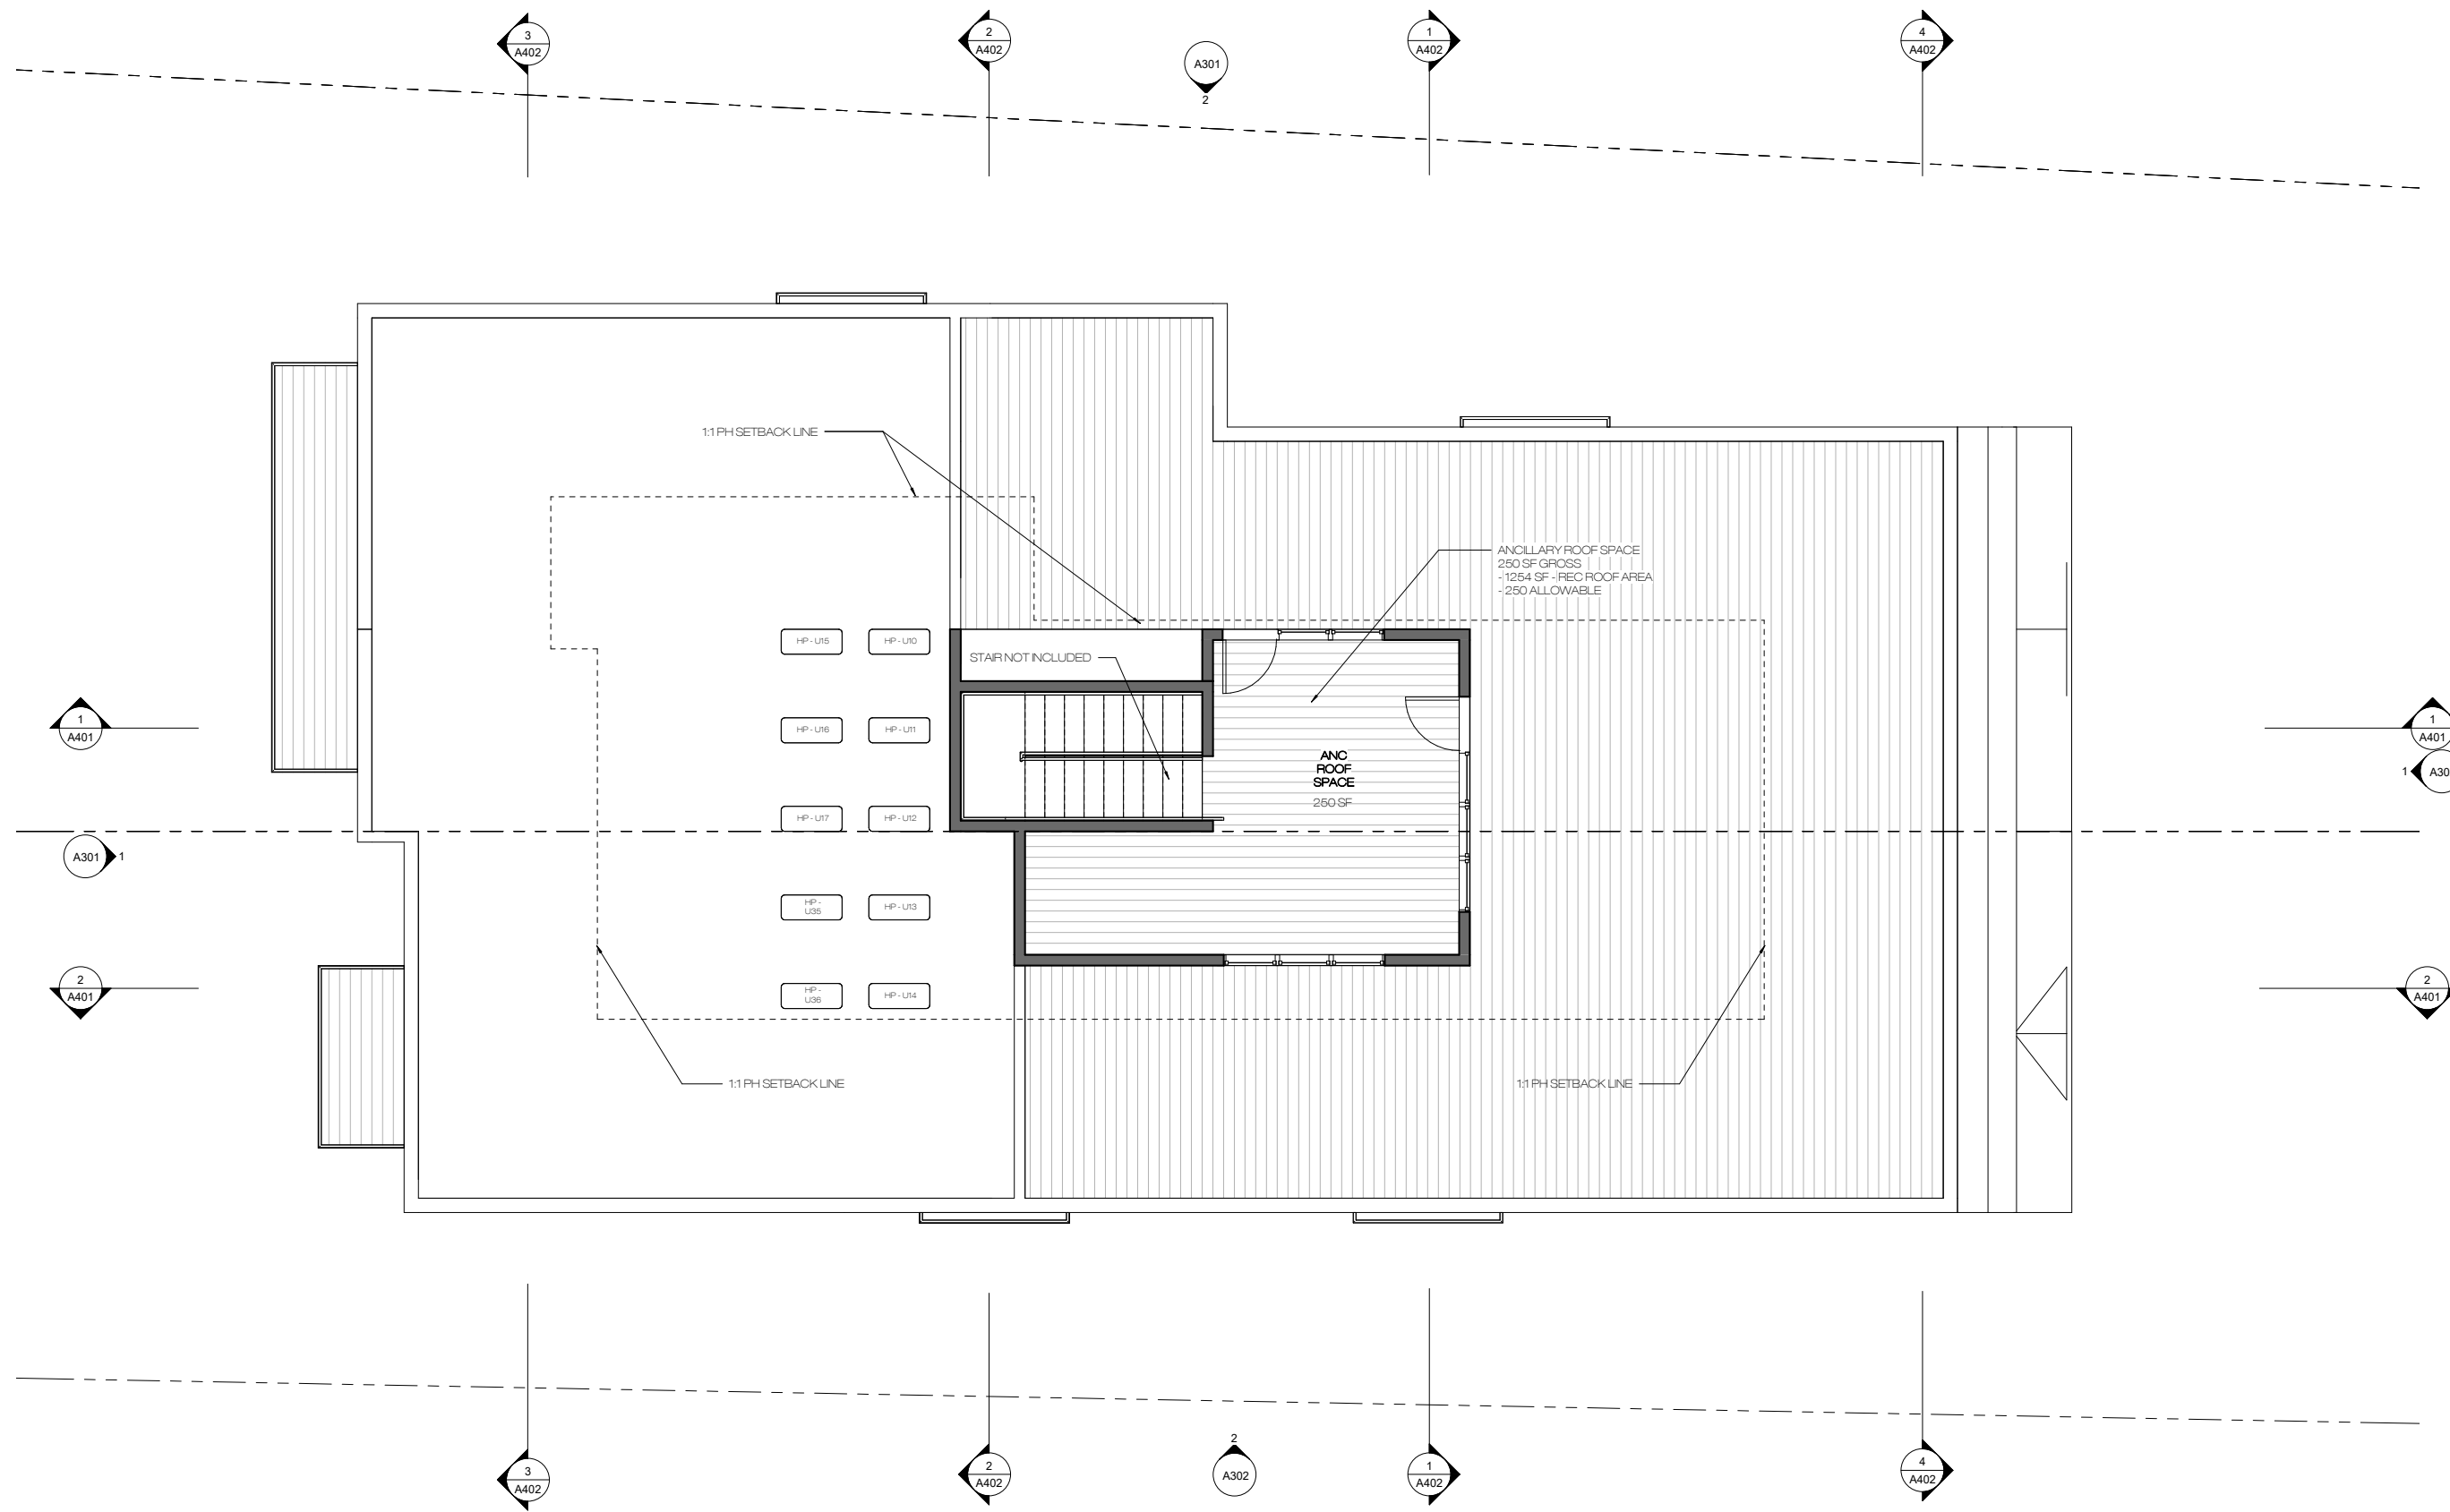 3
A402
2
A402
A301
2
1
A402
4
A402
1:1 PH SETBACK LINE
ANCILLARY ROOF SPACE
250 SF GROSS
- 1254 SF - REC ROOF AREA
- 250 ALLOWABLE
HP - U15
HP - U10
STAIR NOT INCLUDED
HP - U16
HP - U11
1
A401
1
A401
ANC
ROOF
SPACE
250 SF
1
A30
HP - U17
HP - U12
A301
1
HP -
U35
HP - U13
2
A401
HP -
U36
HP - U14
2
A401
1:1 PH SETBACK LINE
1:1 PH SETBACK LINE
3
A402
2
A402
2
A302
1
A402
4
A402